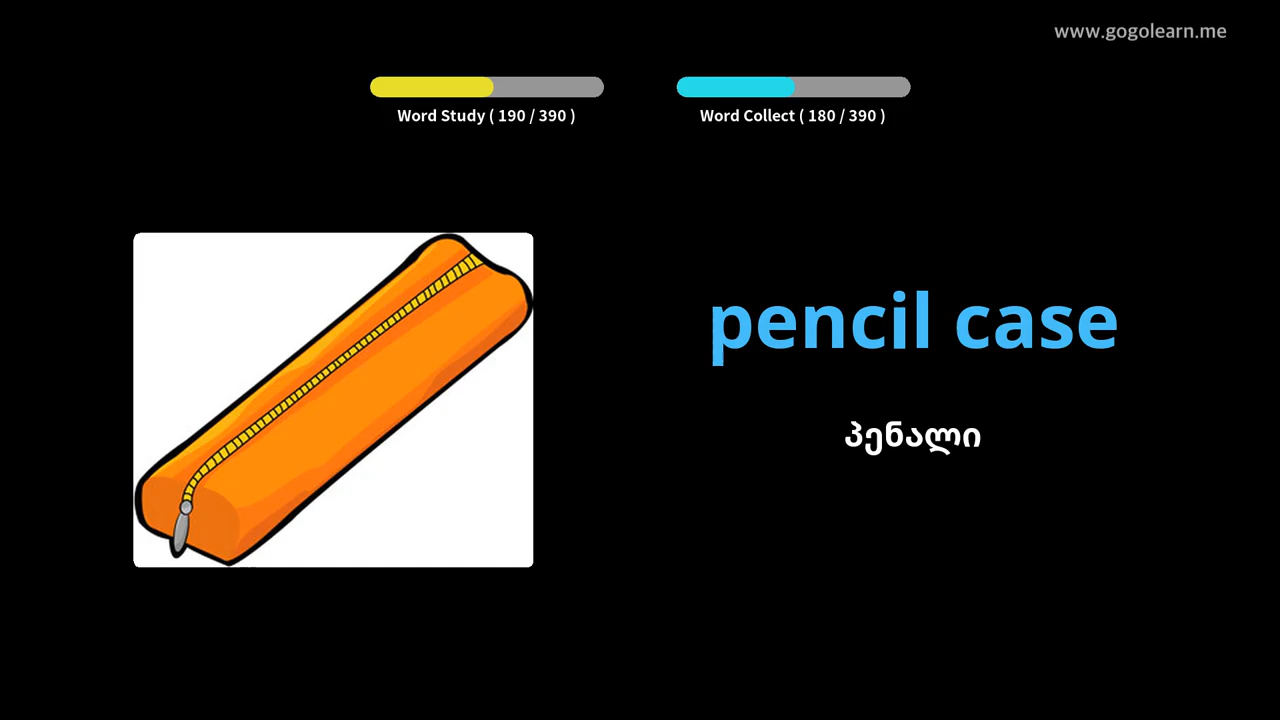 www.gogolearn.me
Word Study ( 190 / 390 )
Word Collect ( 180 / 390 )
pencil case
პენალი